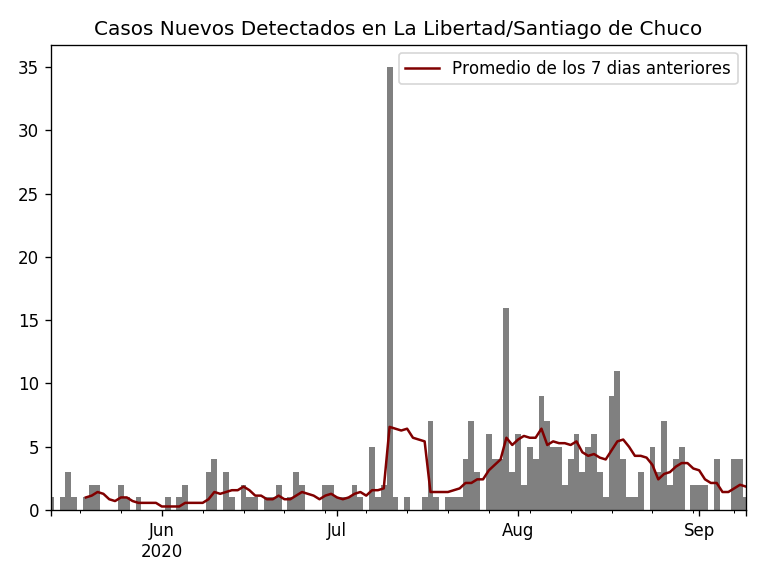 Casos Nuevos Detectados en La Libertad/Santiago de Chuco
Promedio de los 7 dias anteriores
35
30
25
20
15
10
5
0
Jun
2020
Jul
Aug
Sep